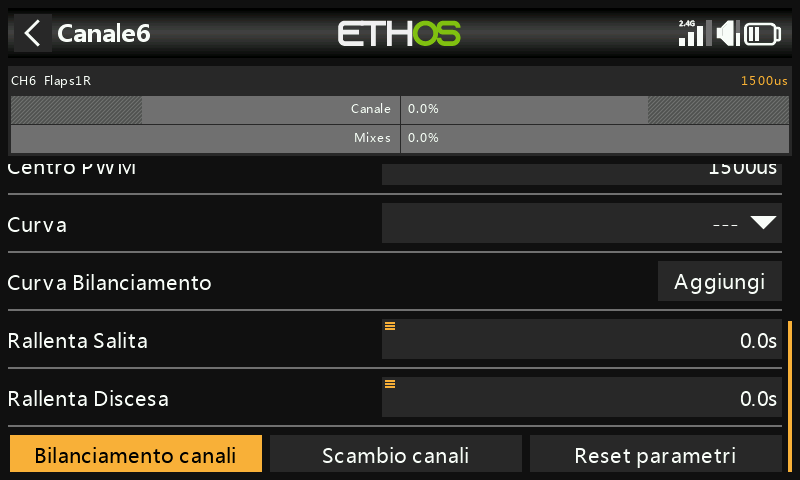 Canale6
ETHOS
2.4G
CH6 Flaps1R
1500us
Canale 0.0%
Mixes 0.0%
Centro PWM 1500us
Curva ---
Curva Bilanciamento Aggiungi
Rallenta Salita 0.0s
Rallenta Discesa 0.0s
Bilanciamento canali Scambio canali Reset parametri